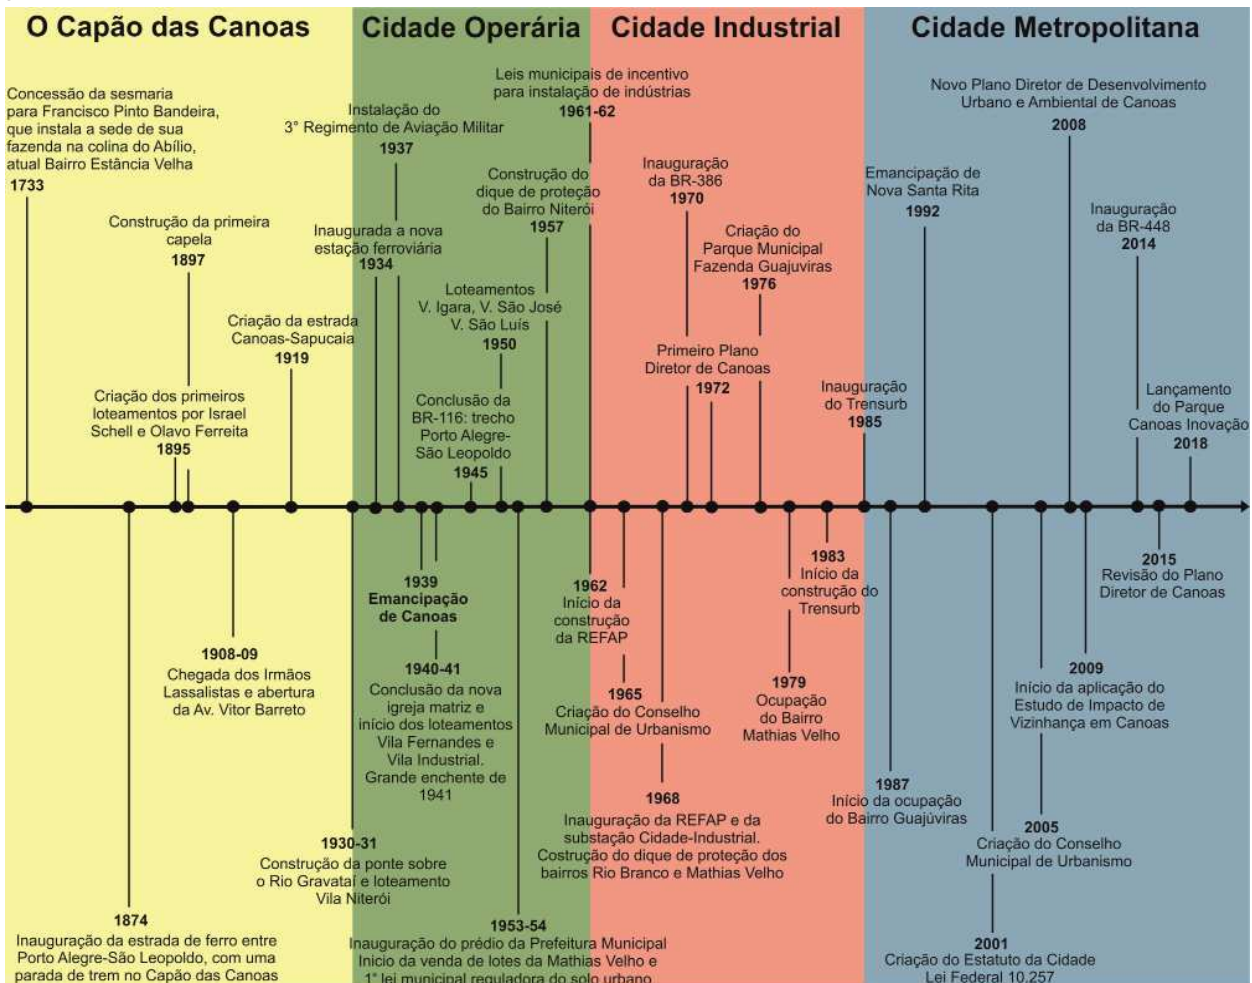 O Capão das Canoas
Cidade Operária
Cidade Industrial
Cidade Metropolitana
Concessão da sesmaria
para Francisco Pinto Bandeira,
que instala a sede de sua
fazenda na colina do Abílio,
atual Bairro Estância Velha
1733
Construção da primeira
capela
1897
Criação da estrada
Canoas-Sapucaia
1919
Criação dos primeiros
loteamentos por Israel
Schell e Olavo Ferreita
1895
Instalação do
3° Regimento de Aviação Militar
1937
Inaugurada a nova
estação ferroviária
1934
Leis municipais de incentivo
para instalação de indústrias
1961-62
Construção do
dique de proteção
do Bairro Niterói
1957
Loteamentos
V. Igara, V. São José
V. São Luís
1950
Conclusão da
BR-116: trecho
Porto Alegre-
São Leopoldo
1945
Inauguração
da BR-386
1970
Criação do
Parque Municipal
Fazenda Guajuviras
1976
Primeiro Plano
Diretor de Canoas
1972
Inauguração
do Trensurb
1985
Novo Plano Diretor de Desenvolvimento
Urbano e Ambiental de Canoas
2008
Emancipação de
Nova Santa Rita
1992
Inauguração
da BR-448
2014
Lançamento
do Parque
Canoas Inovação
2018
1939
Emancipação
de Canoas
1940-41
Conclusão da nova
igreja matriz e
início dos loteamentos
Vila Fernandes e
Vila Industrial.
Grande enchente de
1941
1908-09
Chegada dos Irmãos
Lassalistas e abertura
da Av. Vitor Barreto
1930-31
Construção da ponte sobre
o Rio Gravataí e loteamento
Vila Niterói
1874
Inauguração da estrada de ferro entre
Porto Alegre-São Leopoldo, com uma
parada de trem no Capão das Canoas
1953-54
Inauguração do prédio da Prefeitura Municipal
Inicio da venda de lotes da Mathias Velho e
1° lei municipal reguladora do solo urbano
1962
Início da
construção
da REFAP
1965
Criação do Conselho
Municipal de Urbanismo
1968
Inauguração da REFAP e da
substação Cidade-Industrial.
Costrução do dique de proteção dos
bairros Rio Branco e Mathias Velho
1983
Início da
construção do
Trensurb
1979
Ocupação
do Bairro
Mathias Velho
1987
Início da ocupação
do Bairro Guajúviras
2015
Revisão do Plano
Diretor de Canoas
2009
Início da aplicação do
Estudo de Impacto de
Vizinhança em Canoas
2005
Criação do Conselho
Municipal de Urbanismo
2001
Criação do Estatuto da Cidade
Lei Federal 10.257